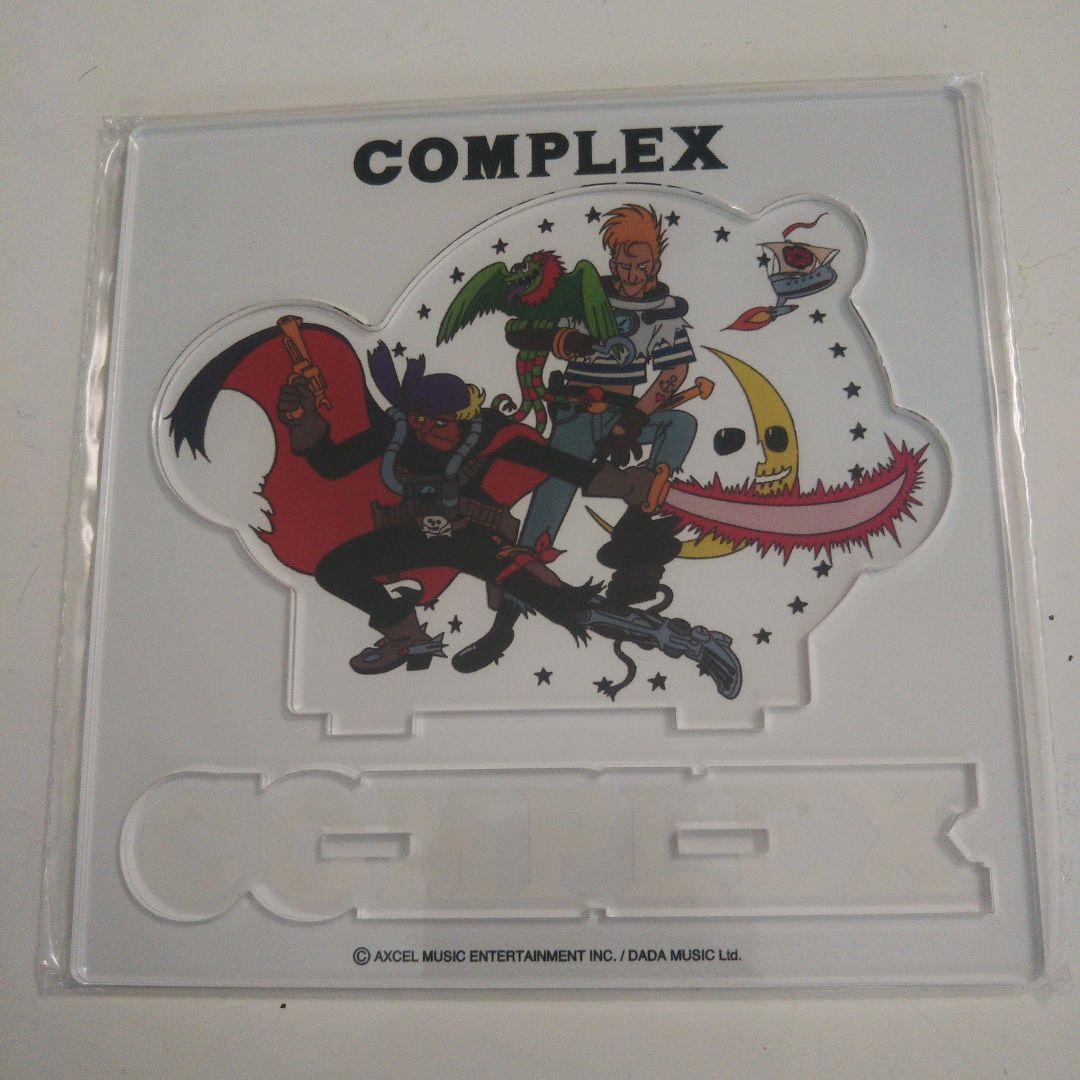 COMPLEX
COMPLEX
© AXCEL MUSIC ENTERTAINMENT INC. / DADA MUSIC Ltd.